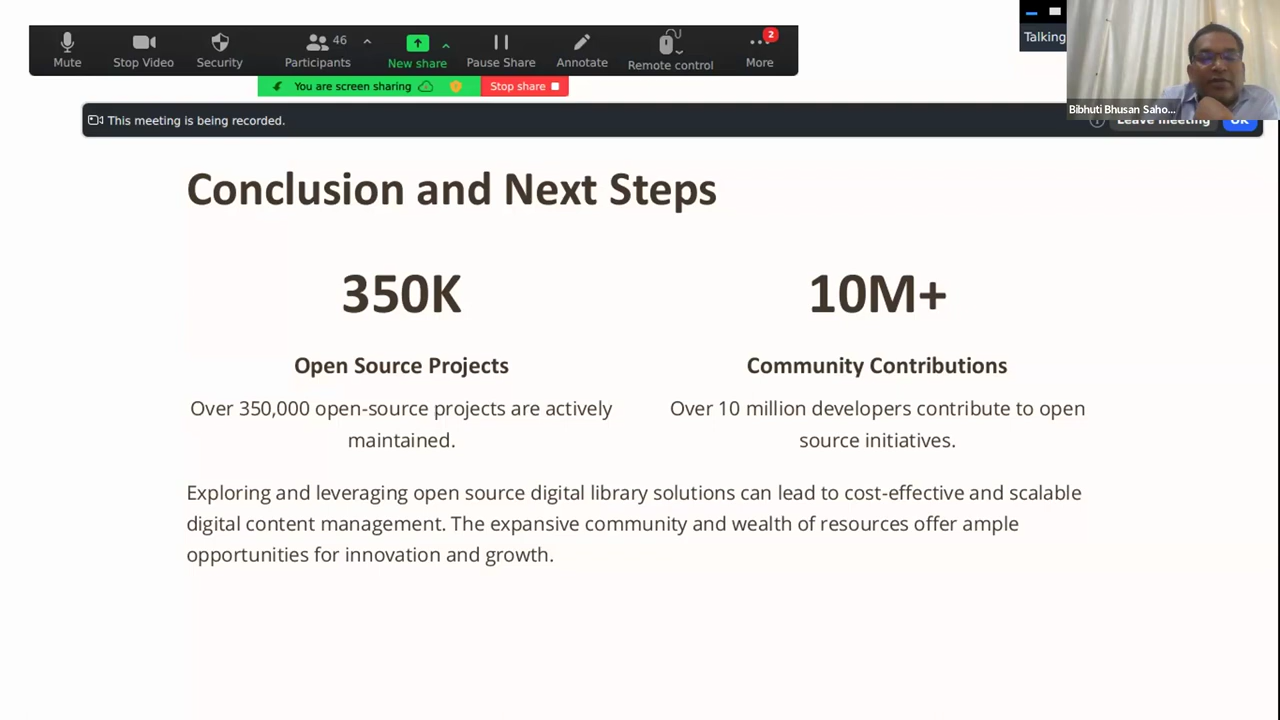 Mute
Stop Video
Security
46
Participants
New share
Pause Share
Annotate
Remote control
2
More
Talking
You are screen sharing
Stop share
This meeting is being recorded.
Bibhuti Bhusan Saho...
Leave meeting
OK
Conclusion and Next Steps
350K
10M+
Open Source Projects
Community Contributions
Over 350,000 open-source projects are actively
maintained.
Over 10 million developers contribute to open
source initiatives.
Exploring and leveraging open source digital library solutions can lead to cost-effective and scalable
digital content management. The expansive community and wealth of resources offer ample
opportunities for innovation and growth.